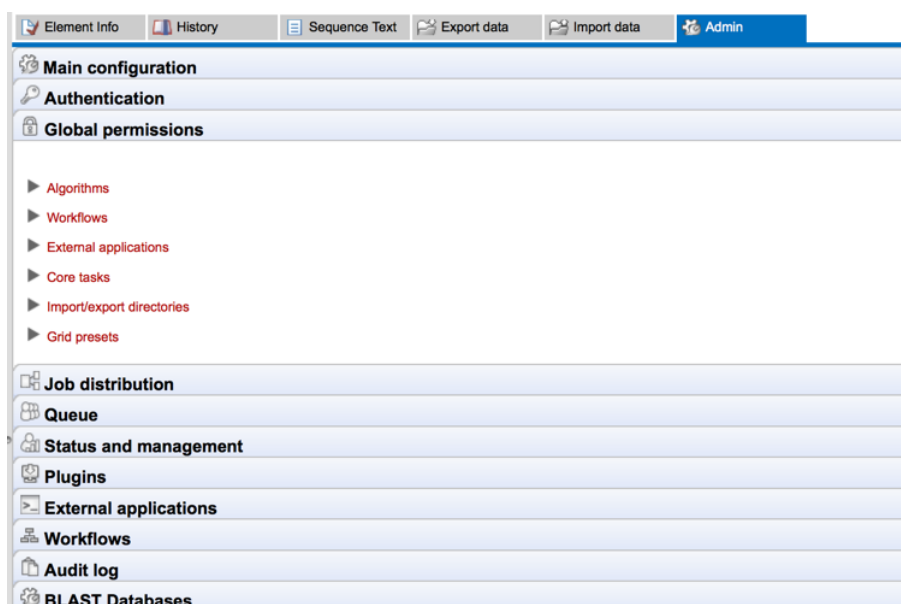 Element Info History Sequence Text Export data Import data Admin
Main configuration
Authentication
Global permissions
Algorithms
Workflows
External applications
Core tasks
Import/export directories
Grid presets
Job distribution
Queue
Status and management
Plugins
External applications
Workflows
Audit log
BLAST Databases